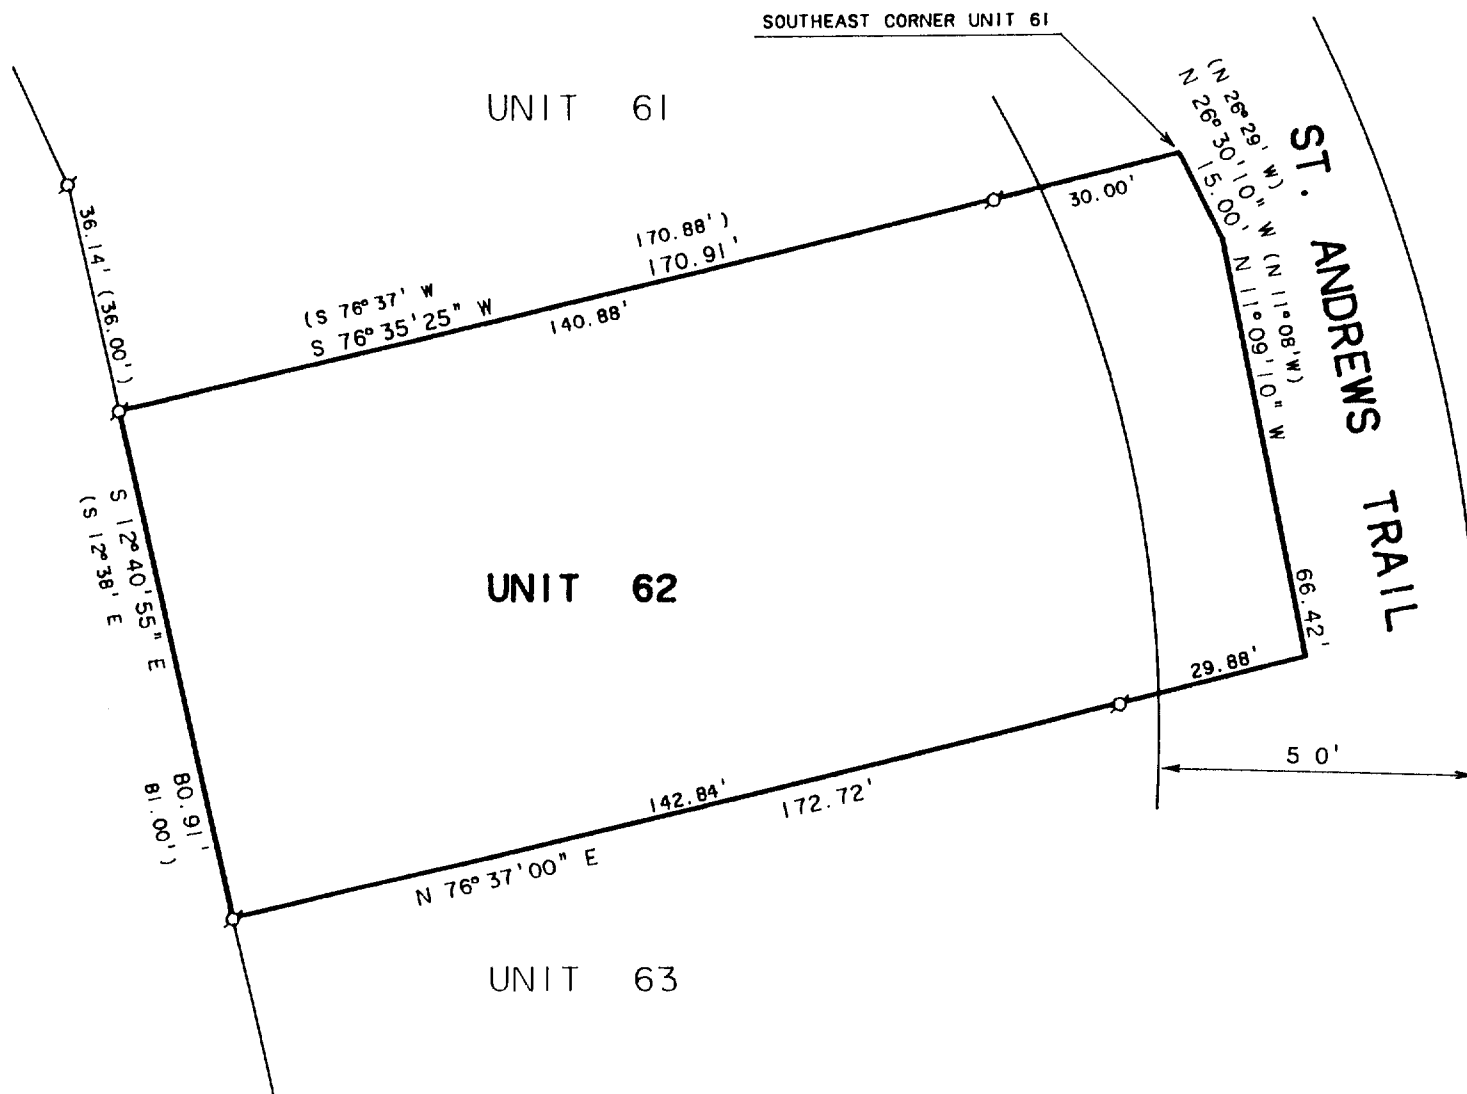 SOUTHEAST CORNER UNIT 61
UNIT 61
(N 26° 29' W)
N 26° 30' 10" W
15.00'
30.00'
ST. ANDREWS TRAIL
36.14' (36.00')
170.88')
170.91'
(S 76° 37' W
S 76° 35' 25" W
140.88'
(N 11° 08' W)
N 11° 09' 10" W
66.42'
S 12° 40' 55" E
(S 12° 38' E
UNIT 62
29.88'
50'
80.91'
81.00')
142.84'
172.72'
N 76° 37' 00" E
UNIT 63